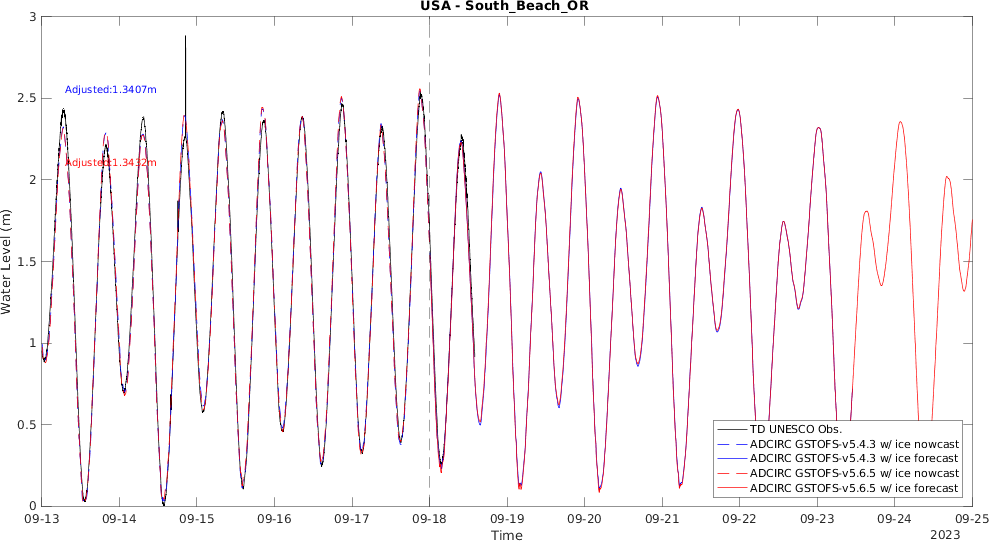 USA - South_Beach_OR
3
2.5
2
1.5
1
0.5
0
Water Level (m)
Adjusted:1.3407m
Adjusted:1.3432m
TD UNESCO Obs.
ADCIRC GSTOFS-v5.4.3 w/ ice nowcast
ADCIRC GSTOFS-v5.4.3 w/ ice forecast
ADCIRC GSTOFS-v5.6.5 w/ ice nowcast
ADCIRC GSTOFS-v5.6.5 w/ ice forecast
09-13 09-14 09-15 09-16 09-17 09-18 09-19 09-20 09-21 09-22 09-23 09-24 09-25
Time
2023